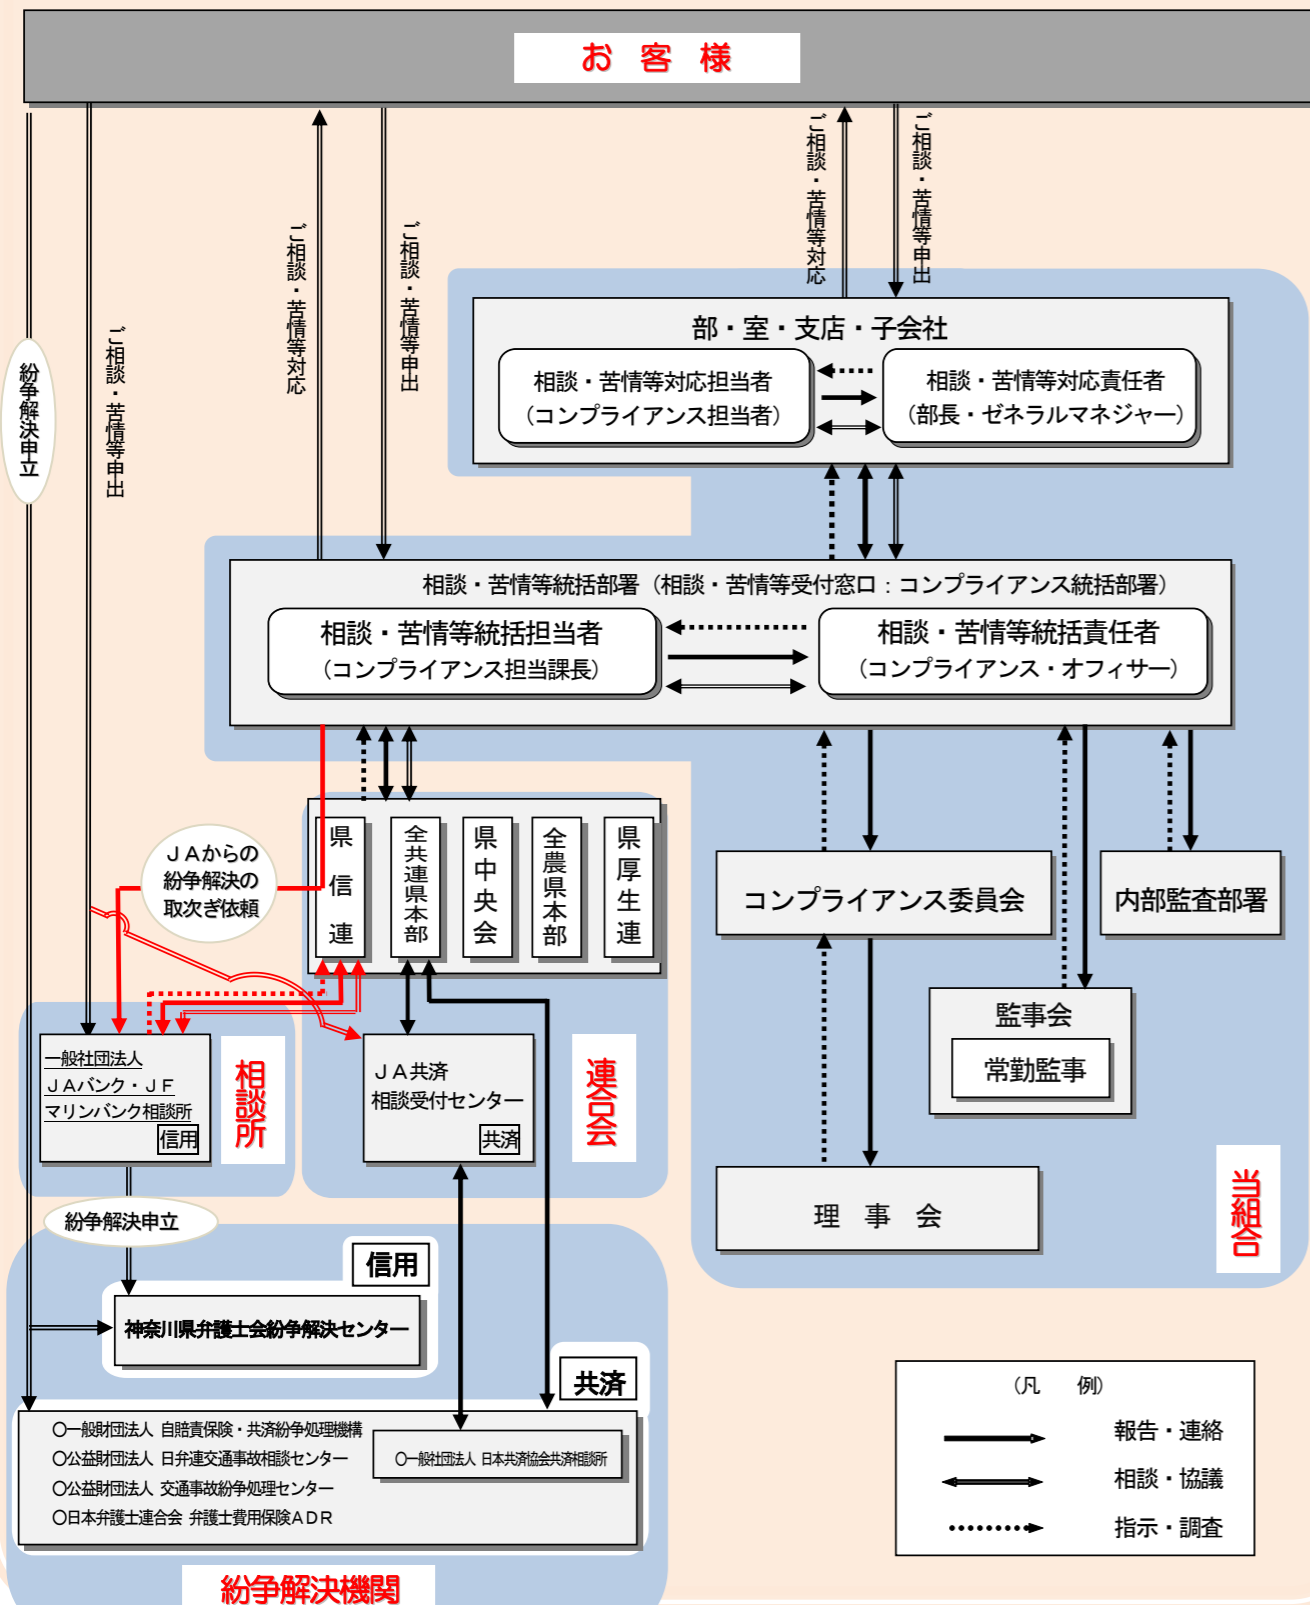 お 客 様
紛争解決申立
ご相談・苦情等申出
ご相談・苦情等対応
ご相談・苦情等申出
ご相談・苦情等対応
ご相談・苦情等申出
部・室・支店・子会社
相談・苦情等対応担当者
（コンプライアンス担当者）
相談・苦情等対応責任者
（部長・ゼネラルマネジャー）
相談・苦情等統括部署（相談・苦情等受付窓口：コンプライアンス統括部署）
相談・苦情等統括担当者
（コンプライアンス担当課長）
相談・苦情等統括責任者
（コンプライアンス・オフィサー）
ＪＡからの
紛争解決の
取次ぎ依頼
県信連
全共連県本部
県中央会
全農県本部
県厚生連
コンプライアンス委員会
内部監査部署
監事会
常勤監事
理 事 会
当組合
一般社団法人
ＪＡバンク・ＪＦ
マリンバンク相談所
信用
相談所
ＪＡ共済
相談受付センター
共済
連合会
紛争解決申立
信用
神奈川県弁護士会紛争解決センター
共済
〇一般財団法人 自賠責保険・共済紛争処理機構
〇公益財団法人 日弁連交通事故相談センター
〇公益財団法人 交通事故紛争処理センター
〇日本弁護士連合会 弁護士費用保険ＡＤＲ
〇一般社団法人 日本共済協会共済相談所
紛争解決機関
（凡 例）
報告・連絡
相談・協議
指示・調査